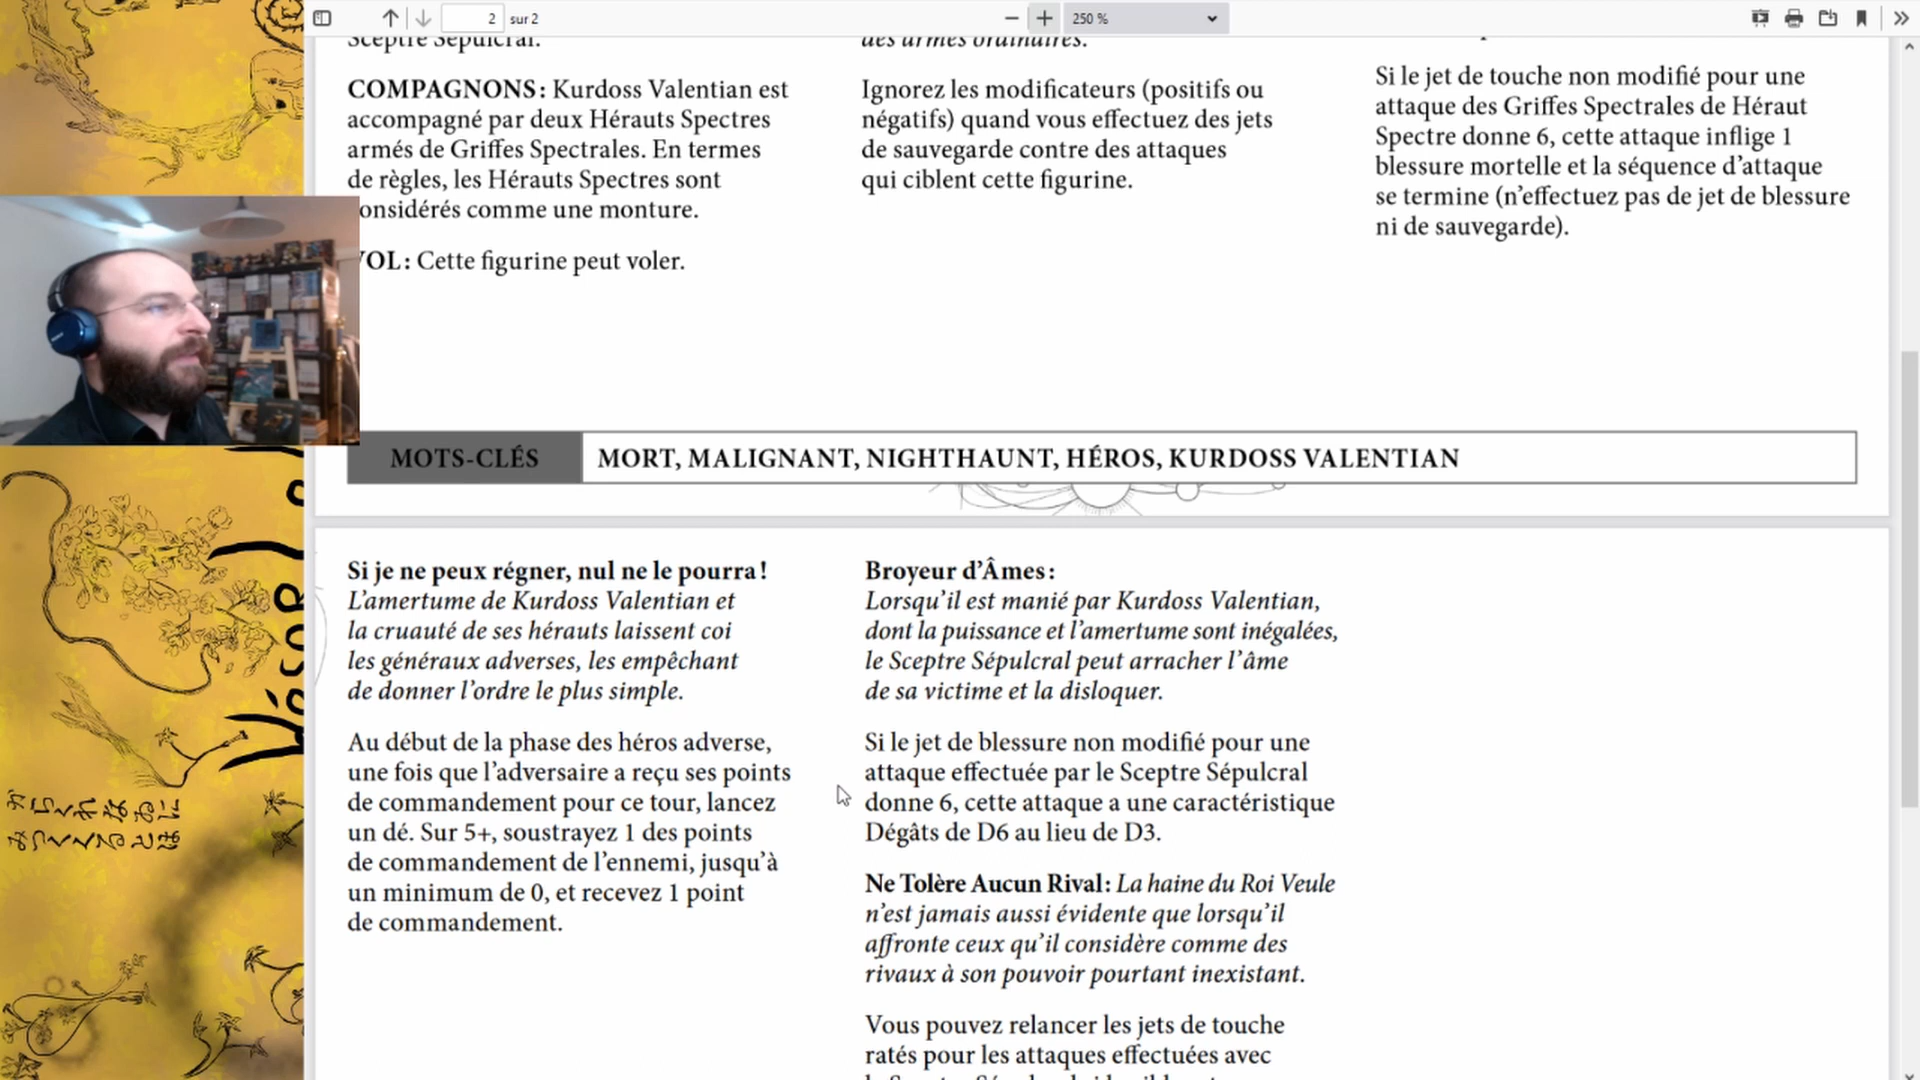 2 sur 2
250 %
Sceptre Sépulcral.
COMPAGNONS : Kurdoss Valentian est
accompagné par deux Hérauts Spectres
armés de Griffes Spectrales. En termes
de règles, les Hérauts Spectres sont
onsidérés comme une monture.
VOL : Cette figurine peut voler.
des armes ordinaires.
Ignorez les modificateurs (positifs ou
négatifs) quand vous effectuez des jets
de sauvegarde contre des attaques
qui ciblent cette figurine.
Si le jet de touche non modifié pour une
attaque des Griffes Spectrales de Héraut
Spectre donne 6, cette attaque inflige 1
blessure mortelle et la séquence d'attaque
se termine (n'effectuez pas de jet de blessure
ni de sauvegarde).
MOTS-CLÉS
MORT, MALIGNANT, NIGHTHAUNT, HÉROS, KURDOSS VALENTIAN
Si je ne peux régner, nul ne le pourra !
L'amertume de Kurdoss Valentian et
la cruauté de ses hérauts laissent coi
les généraux adverses, les empêchant
de donner l'ordre le plus simple.
Au début de la phase des héros adverse,
une fois que l'adversaire a reçu ses points
de commandement pour ce tour, lancez
un dé. Sur 5+, soustrayez 1 des points
de commandement de l'ennemi, jusqu'à
un minimum de 0, et recevez 1 point
de commandement.
Broyeur d'Âmes :
Lorsqu'il est manié par Kurdoss Valentian,
dont la puissance et l'amertume sont inégalées,
le Sceptre Sépulcral peut arracher l'âme
de sa victime et la disloquer.
Si le jet de blessure non modifié pour une
attaque effectuée par le Sceptre Sépulcral
donne 6, cette attaque a une caractéristique
Dégâts de D6 au lieu de D3.
Ne Tolère Aucun Rival : La haine du Roi Veule
n'est jamais aussi évidente que lorsqu'il
affronte ceux qu'il considère comme des
rivaux à son pouvoir pourtant inexistant.
Vous pouvez relancer les jets de touche
ratés pour les attaques effectuées avec